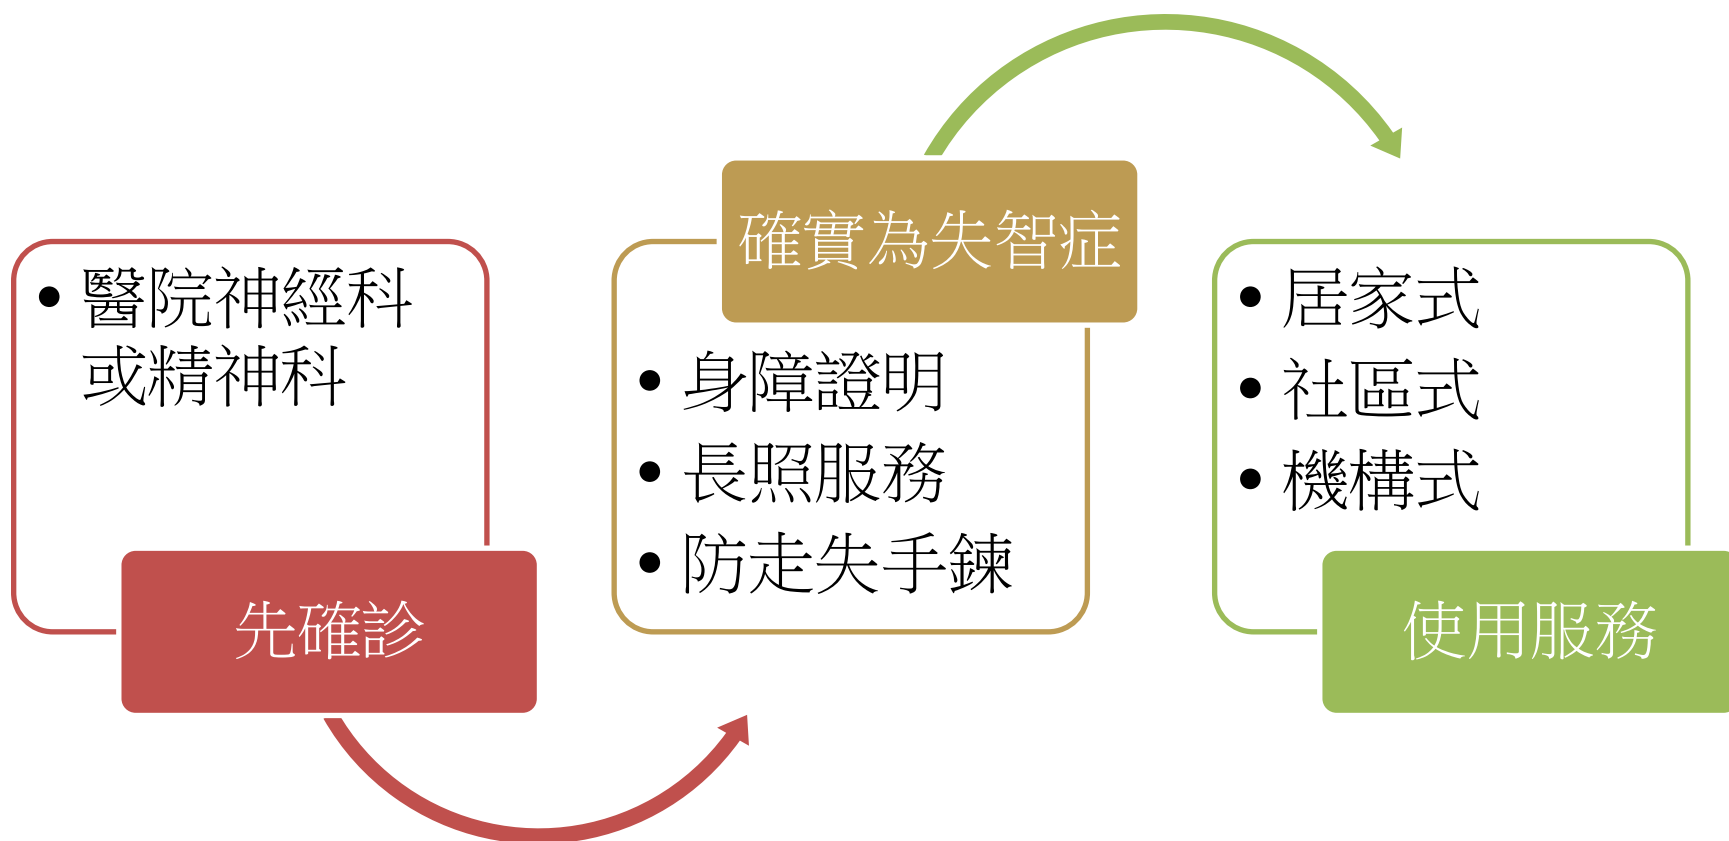 • 醫院神經科
或精神科
先確診
確實為失智症
• 身障證明
• 長照服務
• 防走失手鍊
• 居家式
• 社區式
• 機構式
使用服務